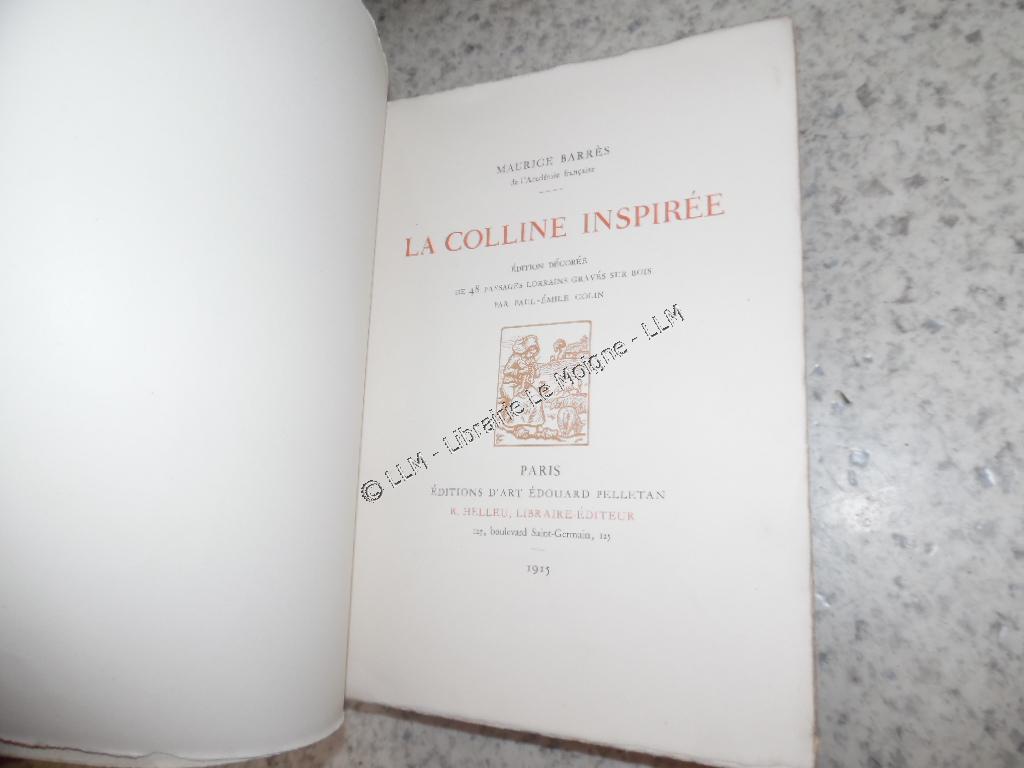 MAURICE BARRÈS
de l'Académie française
LA COLLINE INSPIRÉE
ÉDITION DÉCORÉE
DE 48 PAYSAGES LORRAINS GRAVÉS SUR BOIS
PAR PAUL-ÉMILE COLIN
© LLM - Librairie Le Moigne - LLM
PARIS
ÉDITIONS D'ART ÉDOUARD PELLETAN
R. HELLEU, LIBRAIRE-ÉDITEUR
125, boulevard Saint-Germain, 125
1915